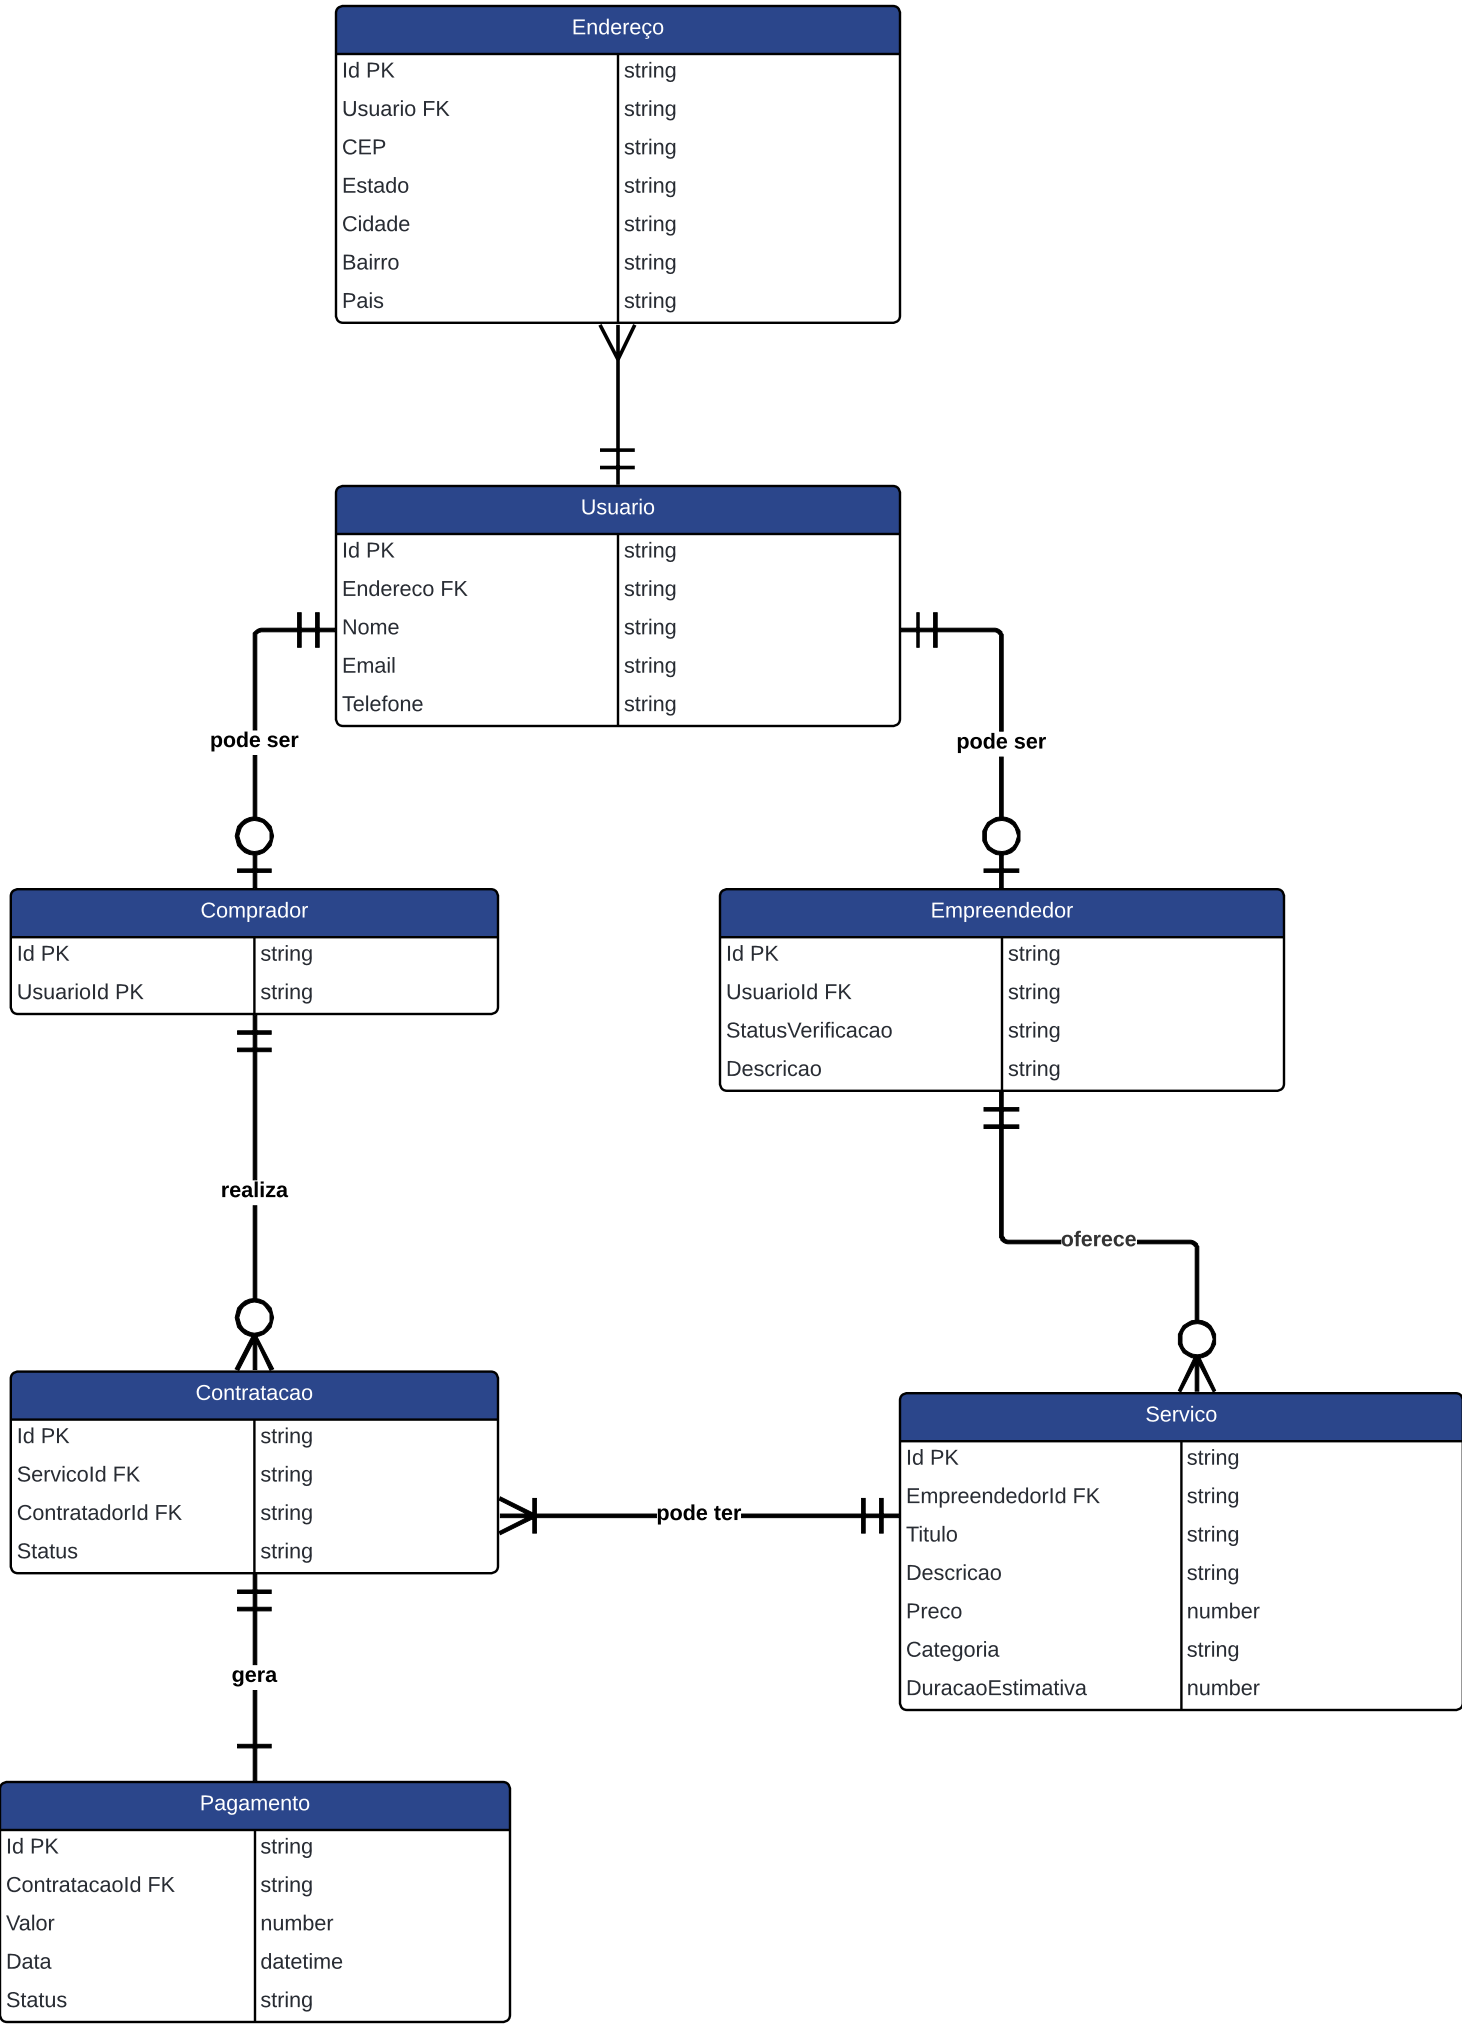 Endereço
Id PK string
Usuario FK string
CEP string
Estado string
Cidade string
Bairro string
Pais string
Usuario
Id PK string
Endereco FK string
Nome string
Email string
Telefone string
pode ser pode ser
Comprador
Id PK string
UsuarioId PK string
Empreendedor
Id PK string
UsuarioId FK string
StatusVerificacao string
Descricao string
realiza
oferece
Contratacao
Id PK string
ServicoId FK string
ContratadorId FK string
Status string
pode ter
Servico
Id PK string
EmpreendedorId FK string
Titulo string
Descricao string
Preco number
Categoria string
DuracaoEstimativa number
gera
Pagamento
Id PK string
ContratacaoId FK string
Valor number
Data datetime
Status string